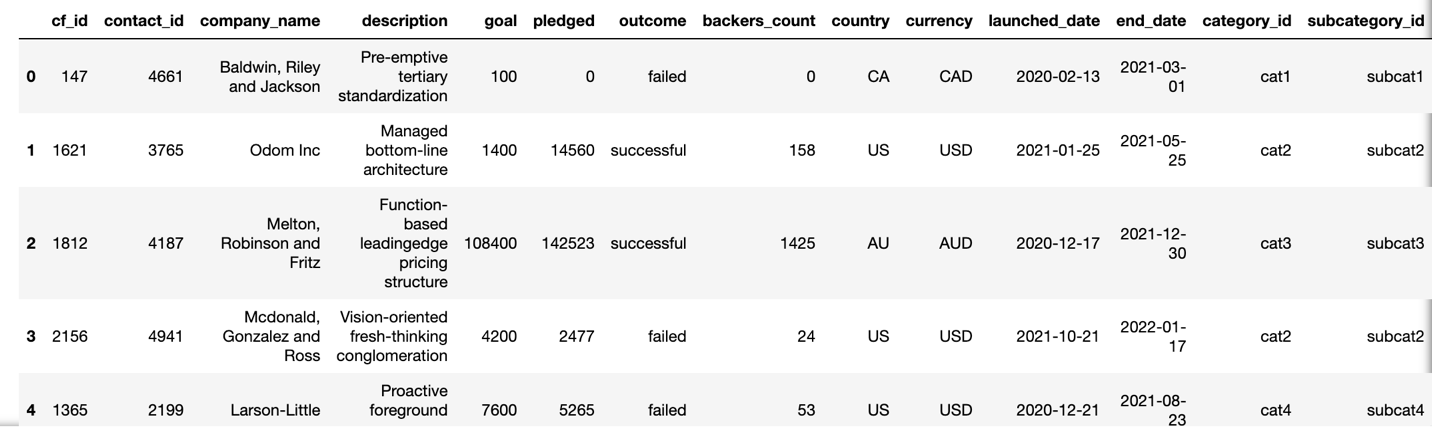 cf_id contact_id company_name description goal pledged outcome backers_count country currency launched_date end_date category_id subcategory_id
0 147 4661 Baldwin, Riley and Jackson Pre-emptive tertiary standardization 100 0 failed 0 CA CAD 2020-02-13 2021-03-01 cat1 subcat1
1 1621 3765 Odom Inc Managed bottom-line architecture 1400 14560 successful 158 US USD 2021-01-25 2021-05-25 cat2 subcat2
2 1812 4187 Melton, Robinson and Fritz Function-based leadingedge pricing structure 108400 142523 successful 1425 AU AUD 2020-12-17 2021-12-30 cat3 subcat3
3 2156 4941 Mcdonald, Gonzalez and Ross Vision-oriented fresh-thinking conglomeration 4200 2477 failed 24 US USD 2021-10-21 2022-01-17 cat2 subcat2
4 1365 2199 Larson-Little Proactive foreground 7600 5265 failed 53 US USD 2020-12-21 2021-08-23 cat4 subcat4